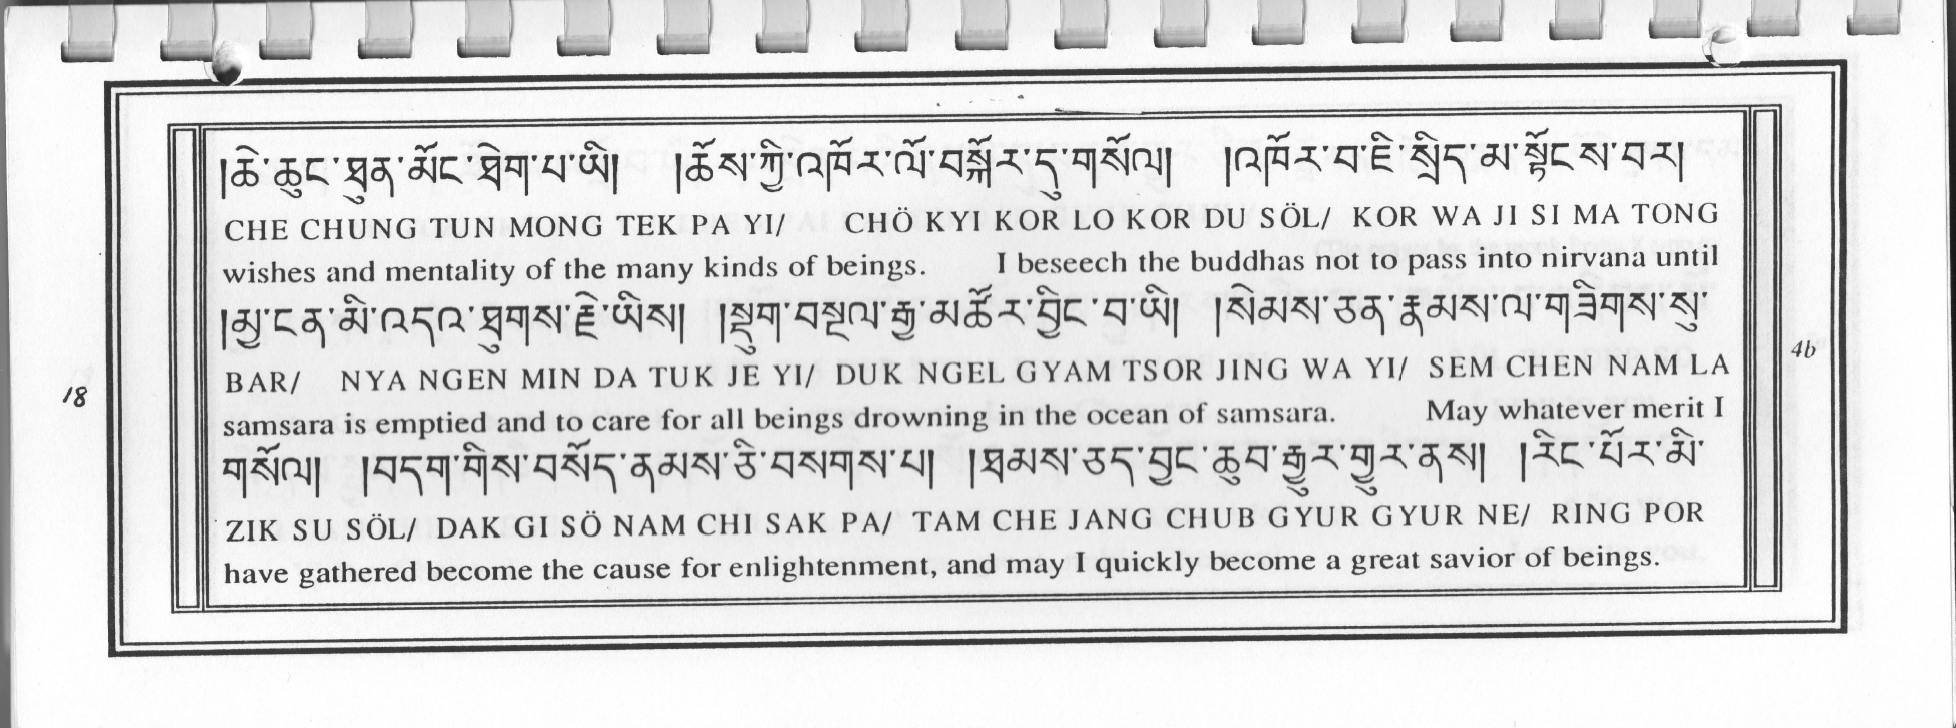 །ཆེ་ཆུང་ཐུན་མོང་ཐེག་པ་ཡི། །ཆོས་ཀྱི་འཁོར་ལོ་བསྐོར་དུ་གསོལ། །འཁོར་བ་ཇི་སྲིད་མ་སྟོངས་བར།
CHE CHUNG TUN MONG TEK PA YI/ CHÖ KYI KOR LO KOR DU SÖL/ KOR WA JI SI MA TONG
wishes and mentality of the many kinds of beings. I beseech the buddhas not to pass into nirvana until
།མྱ་ངན་མི་འདའ་ཐུགས་རྗེ་ཡིས། །སྡུག་བསྔལ་རྒྱ་མཚོར་བྱིང་བ་ཡི། །སེམས་ཅན་རྣམས་ལ་གཟིགས་སུ་
4b
BAR/ NYA NGEN MIN DA TUK JE YI/ DUK NGEL GYAM TSOR JING WA YI/ SEM CHEN NAM LA
18
samsara is emptied and to care for all beings drowning in the ocean of samsara. May whatever merit I
གསོལ། །བདག་གིས་བསོད་ནམས་ཅི་བསགས་པ། །ཐམས་ཅད་བྱང་ཆུབ་རྒྱུར་གྱུར་ནས། །རིང་པོར་མི་
ZIK SU SÖL/ DAK GI SÖ NAM CHI SAK PA/ TAM CHE JANG CHUB GYUR GYUR NE/ RING POR
have gathered become the cause for enlightenment, and may I quickly become a great savior of beings.